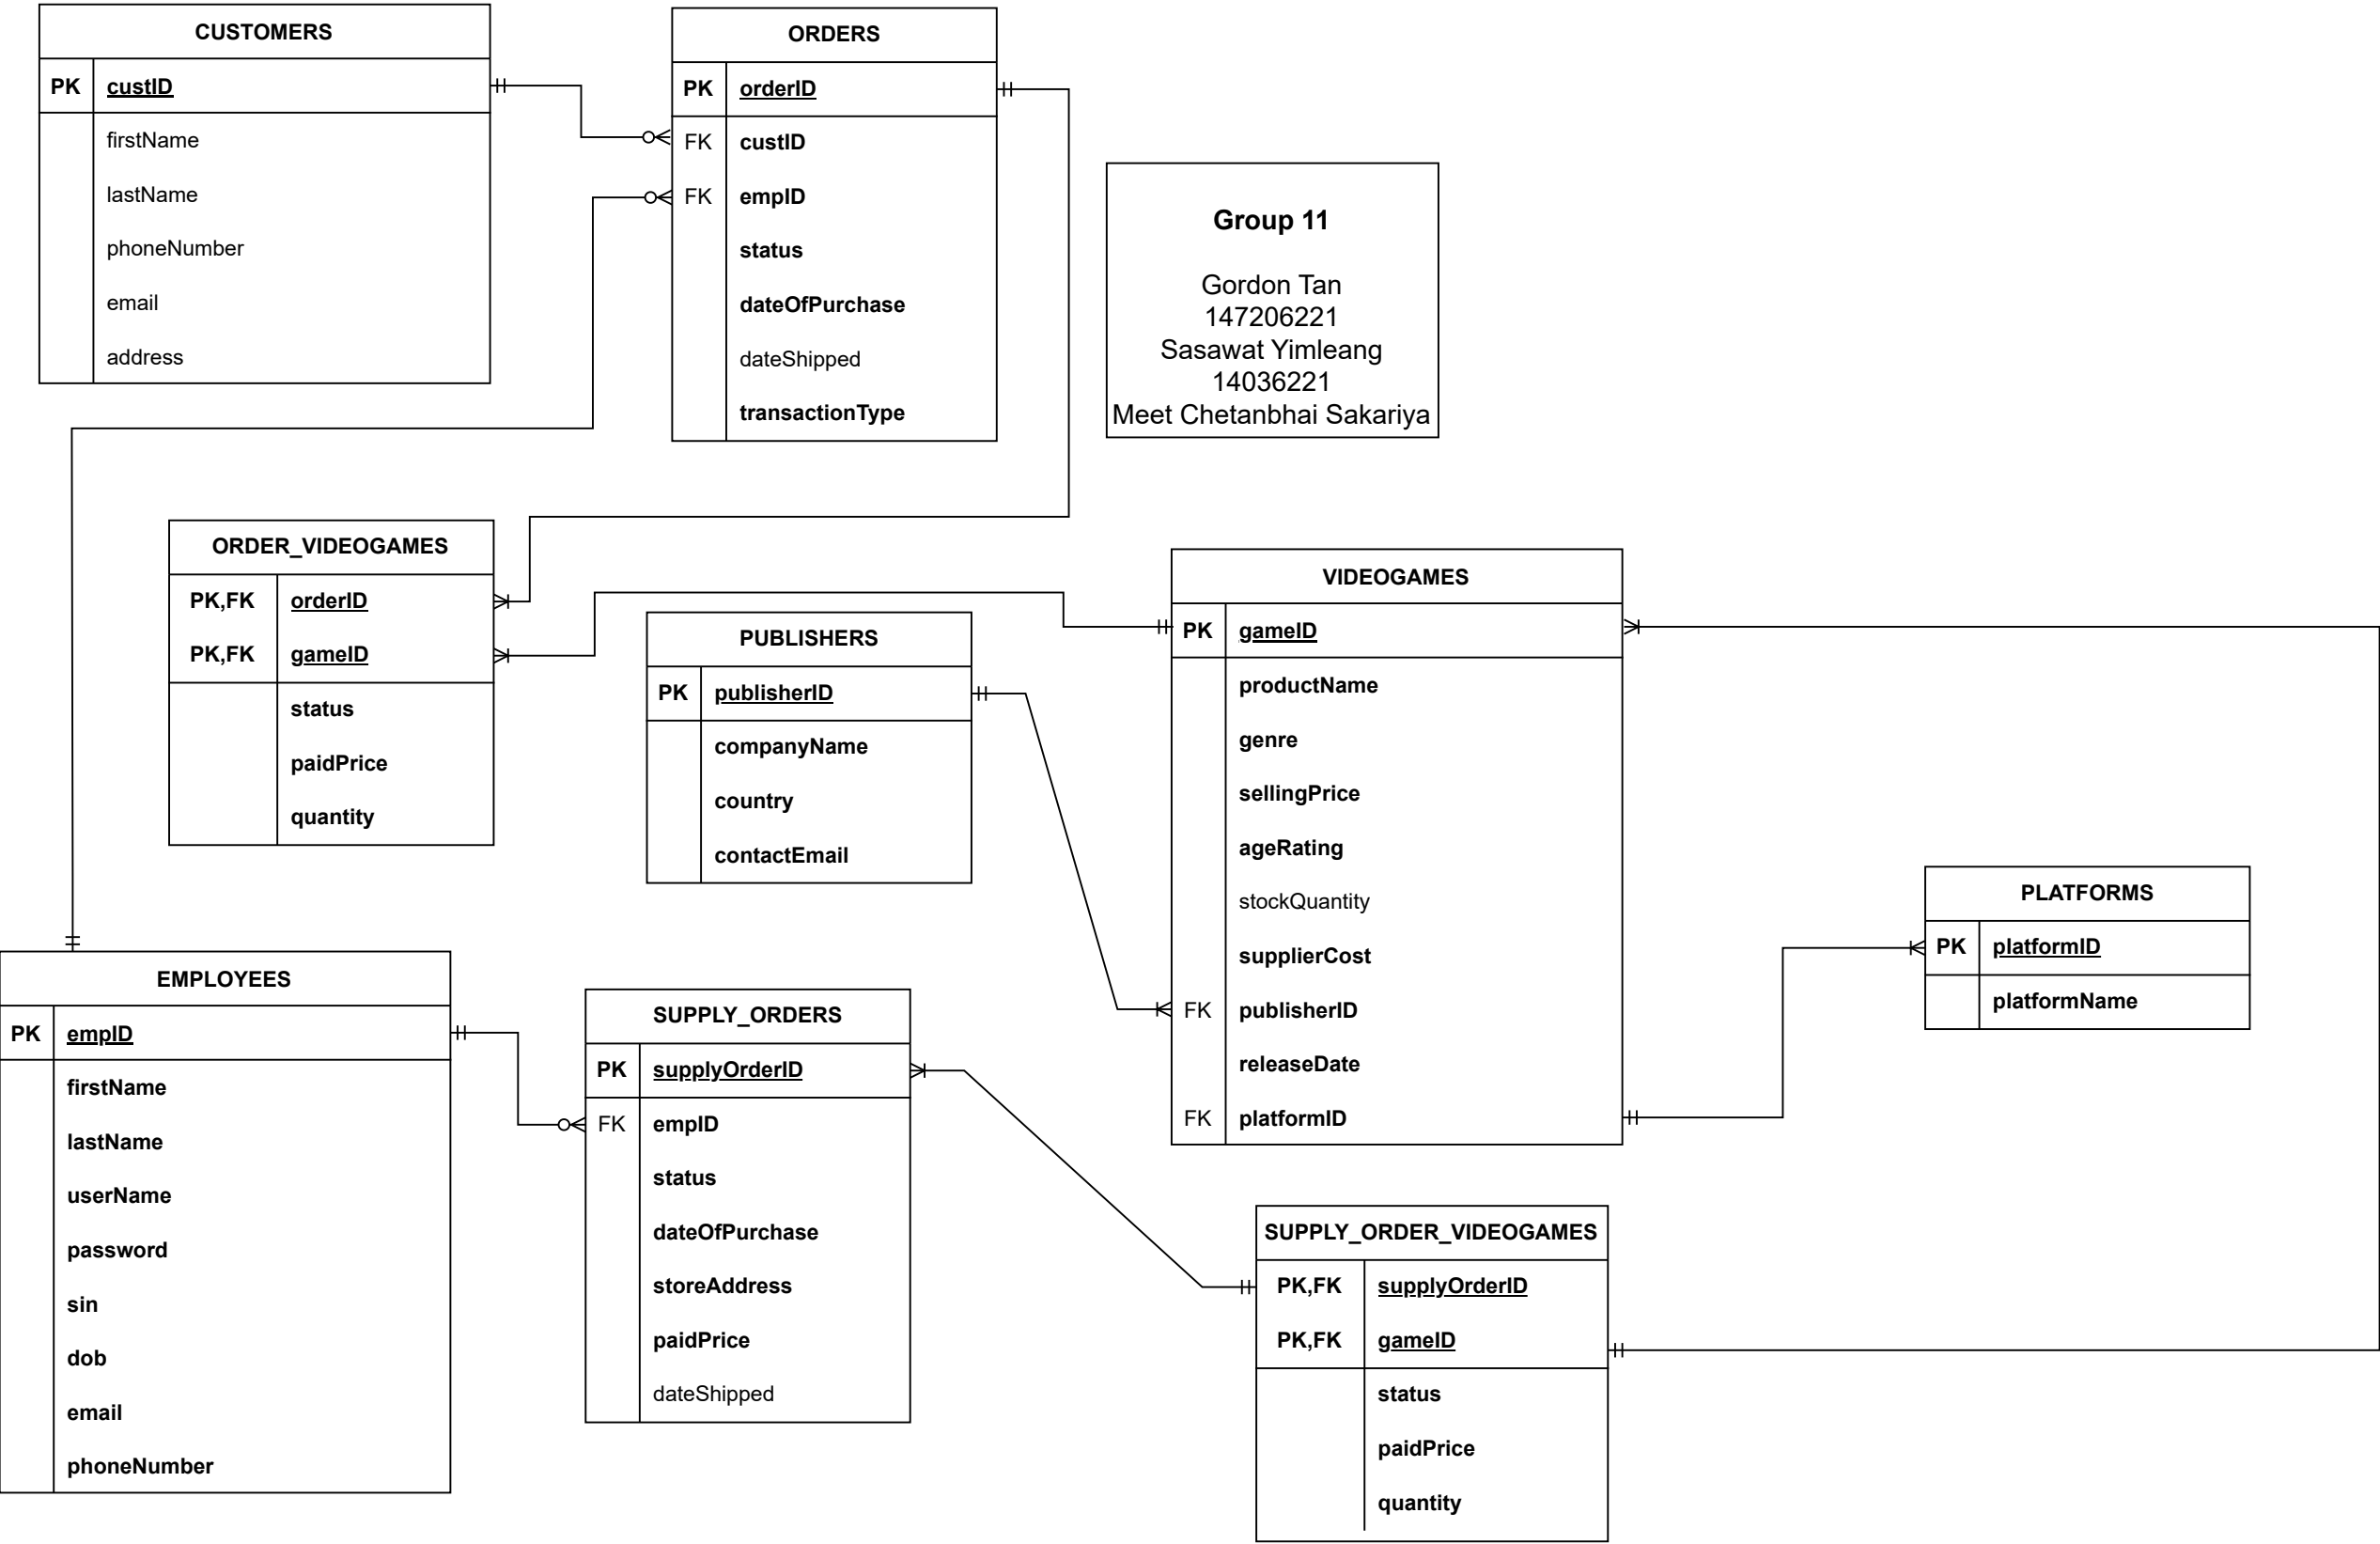 CUSTOMERS
PK custID
firstName
lastName
phoneNumber
email
address
ORDERS
PK orderID
FK custID
FK empID
status
dateOfPurchase
dateShipped
transactionType
Group 11
Gordon Tan
147206221
Sasawat Yimleang
14036221
Meet Chetanbhai Sakariya
ORDER_VIDEOGAMES
PK,FK orderID
PK,FK gameID
status
paidPrice
quantity
PUBLISHERS
PK publisherID
companyName
country
contactEmail
VIDEOGAMES
PK gameID
productName
genre
sellingPrice
ageRating
stockQuantity
supplierCost
FK publisherID
releaseDate
FK platformID
PLATFORMS
PK platformID
platformName
EMPLOYEES
PK empID
firstName
lastName
userName
password
sin
dob
email
phoneNumber
SUPPLY_ORDERS
PK supplyOrderID
FK empID
status
dateOfPurchase
storeAddress
paidPrice
dateShipped
SUPPLY_ORDER_VIDEOGAMES
PK,FK supplyOrderID
PK,FK gameID
status
paidPrice
quantity